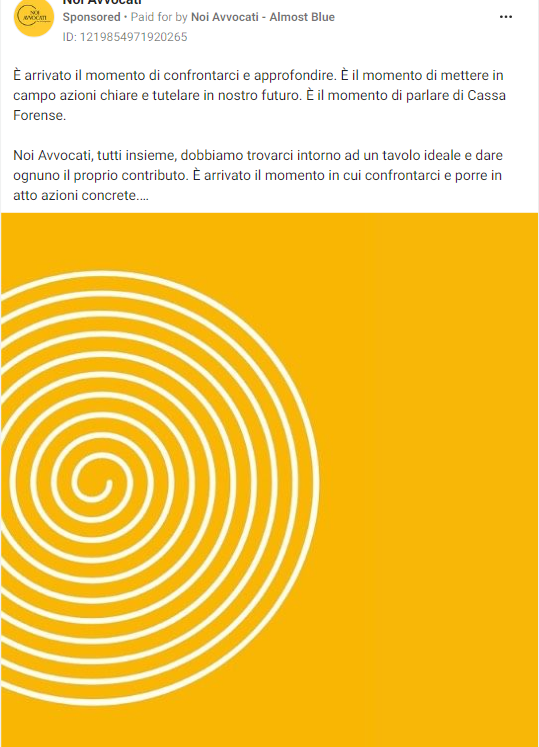 Noi Avvocati
NOI
AVVOCATI
Sponsored • Paid for by Noi Avvocati - Almost Blue
ID: 1219854971920265
È arrivato il momento di confrontarci e approfondire. È il momento di mettere in
campo azioni chiare e tutelare in nostro futuro. È il momento di parlare di Cassa
Forense.
Noi Avvocati, tutti insieme, dobbiamo trovarci intorno ad un tavolo ideale e dare
ognuno il proprio contributo. È arrivato il momento in cui confrontarci e porre in
atto azioni concrete....